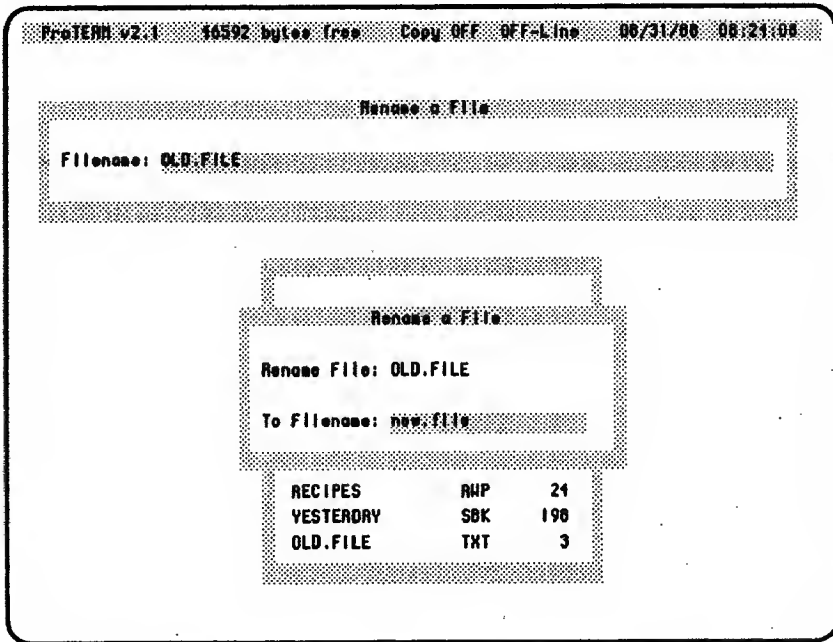 ProTERM v2.1 46592 bytes free Copy OFF OFF-Line 08/31/88 08:21:08
Rename a File
Filename: OLD.FILE
Rename a File
Rename File: OLD.FILE
To Filename: new.file
RECIPES AWP 24
YESTERDAY SBK 198
OLD.FILE TXT 3